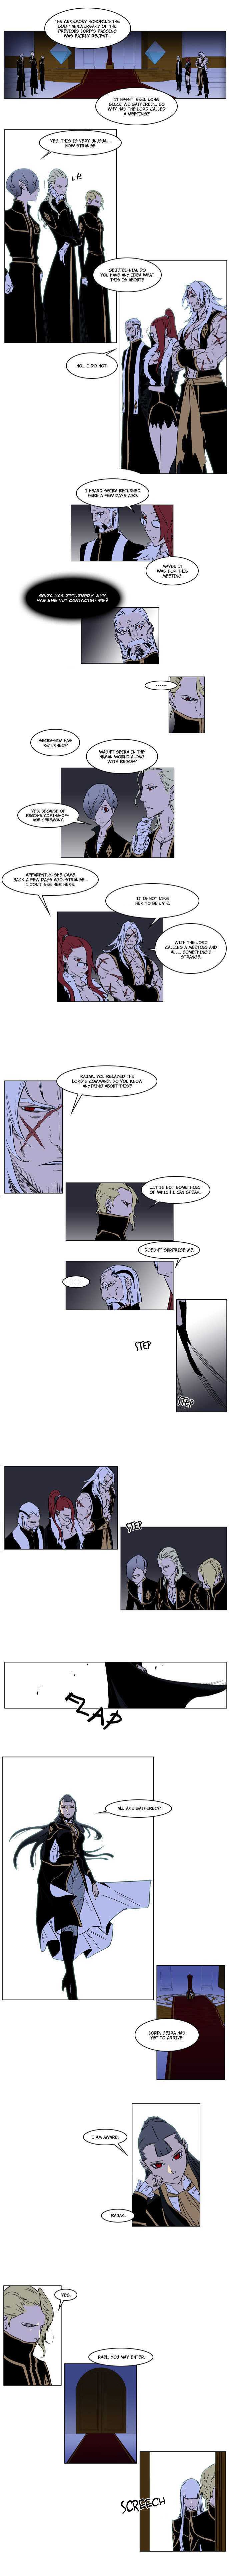 THE CEREMONY HONORING THE
500TH ANNIVERSARY OF THE
PREVIOUS LORD'S PASSING
WAS FAIRLY RECENT...
IT HASN'T BEEN LONG
SINCE WE GATHERED... SO
WHY HAS THE LORD CALLED
A MEETING?
YES, THIS IS VERY UNUSUAL...
HOW STRANGE.
GEJUTEL-NIM, DO
YOU HAVE ANY IDEA WHAT
THIS IS ABOUT?
NO... I DO NOT.
I HEARD SEIRA RETURNED
HERE A FEW DAYS AGO.
MAYBE IT
WAS FOR THIS
MEETING.
SEIRA HAS RETURNED? WHY
HAS SHE NOT CONTACTED ME?
......
SEIRA-NIM HAS
RETURNED?
WASN'T SEIRA IN THE
HUMAN WORLD ALONG
WITH REGIS?
YES, BECAUSE OF
REGIS'S COMING-OF-
AGE CEREMONY.
APPARENTLY, SHE CAME
BACK A FEW DAYS AGO. STRANGE...
I DON'T SEE HER HERE.
IT IS NOT LIKE
HER TO BE LATE.
WITH THE LORD
CALLING A MEETING AND
ALL... SOMETHING'S
STRANGE.
RAJAK, YOU RELAYED THE
LORD'S COMMAND. DO YOU KNOW
ANYTHING ABOUT THIS?
...IT IS NOT SOMETHING
OF WHICH I CAN SPEAK.
DOESN'T SURPRISE ME.
......
STEP
STEP
STEP
FLAP
ALL ARE GATHERED?
LORD, SEIRA HAS
YET TO ARRIVE.
I AM AWARE.
RAJAK.
YES.
RAEL, YOU MAY ENTER.
SCREECH